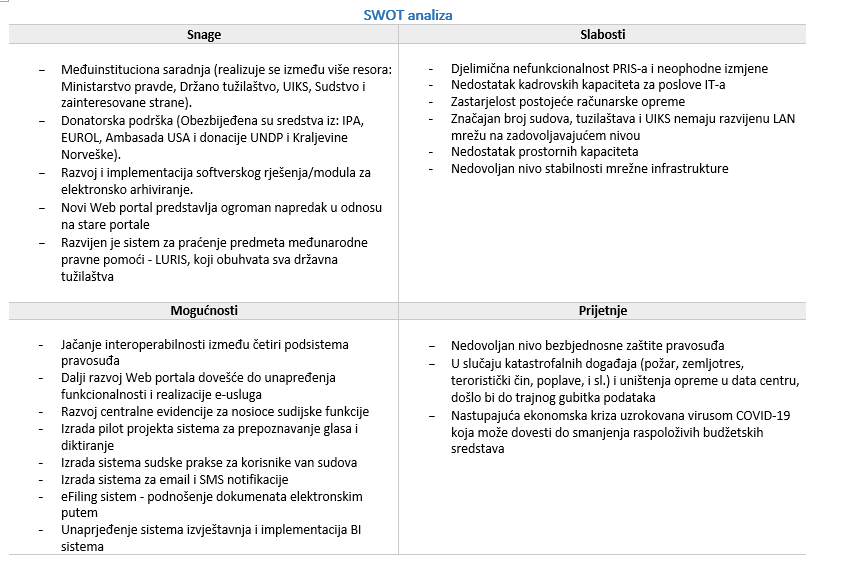 SWOT analiza
Snage
– Međuinstituciona saradnja (realizuje se između više resora:
Ministarstvo pravde, Držano tužilaštvo, UIKS, Sudstvo i
zainteresovane strane).
– Donatorska podrška (Obezbijeđena su sredstva iz: IPA,
EUROL, Ambasada USA i donacije UNDP i Kraljevine
Norveške).
– Razvoj i implementacija softverskog rješenja/modula za
elektronsko arhiviranje.
– Novi Web portal predstavlja ogroman napredak u odnosu
na stare portale
– Razvijen je sistem za praćenje predmeta međunarodne
pravne pomoći - LURIS, koji obuhvata sva državna
tužilaštva
Slabosti
- Djelimična nefunkcionalnost PRIS-a i neophodne izmjene
- Nedostatak kadrovskih kapaciteta za poslove IT-a
- Zastarjelost postojeće računarske opreme
- Značajan broj sudova, tuzilaštava i UIKS nemaju razvijenu LAN
mrežu na zadovoljavajućem nivou
- Nedostatak prostornih kapaciteta
- Nedovoljan nivo stabilnosti mrežne infrastrukture
Mogućnosti
- Jačanje interoperabilnosti između četiri podsistema
pravosuđa
- Dalji razvoj Web portala dovešće do unapređenja
funkcionalnosti i realizacije e-usluga
- Razvoj centralne evidencije za nosioce sudijske funkcije
- Izrada pilot projekta sistema za prepoznavanje glasa i
diktiranje
- Izrada sistema sudske prakse za korisnike van sudova
- Izrada sistema za email i SMS notifikacije
- eFiling sistem - podnošenje dokumenata elektronskim
putem
- Unaprjeđenje sistema izvještavnja i implementacija BI
sistema
Prijetnje
– Nedovoljan nivo bezbjednosne zaštite pravosuđa
– U slučaju katastrofalnih događaja (požar, zemljotres,
teroristički čin, poplave, i sl.) i uništenja opreme u data centru,
došlo bi do trajnog gubitka podataka
– Nastupajuća ekonomska kriza uzrokovana virusom COVID-19
koja može dovesti do smanjenja raspoloživih budžetskih
sredstava